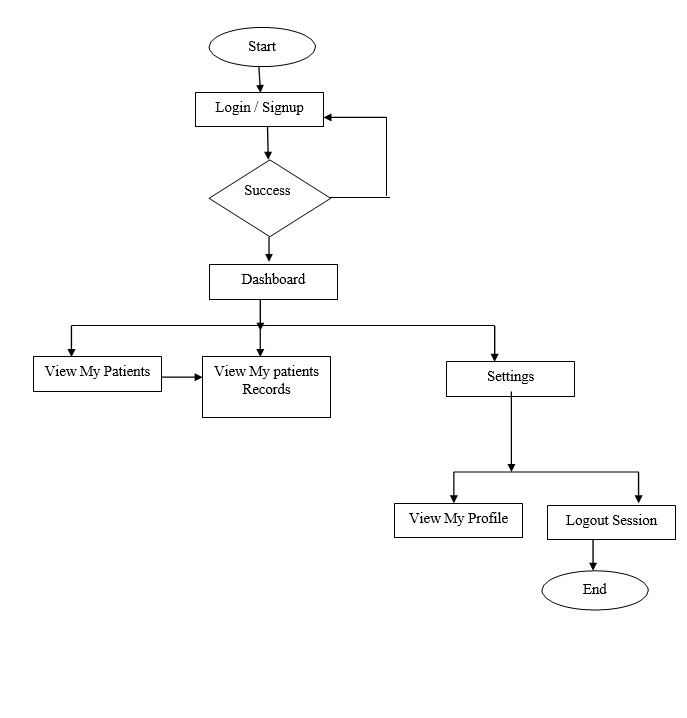 Start
Login / Signup
Success
Dashboard
View My Patients
View My patients
Records
Settings
View My Profile
Logout Session
End